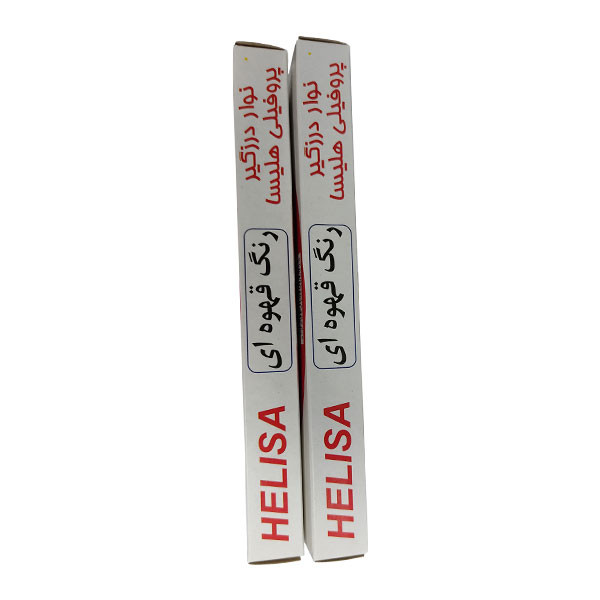 نوار درزگیر
پروفیلی هلیسا
رنگ قهوه ای
HELISA
نوار درزگیر
پروفیلی هلیسا
رنگ قهوه ای
HELISA